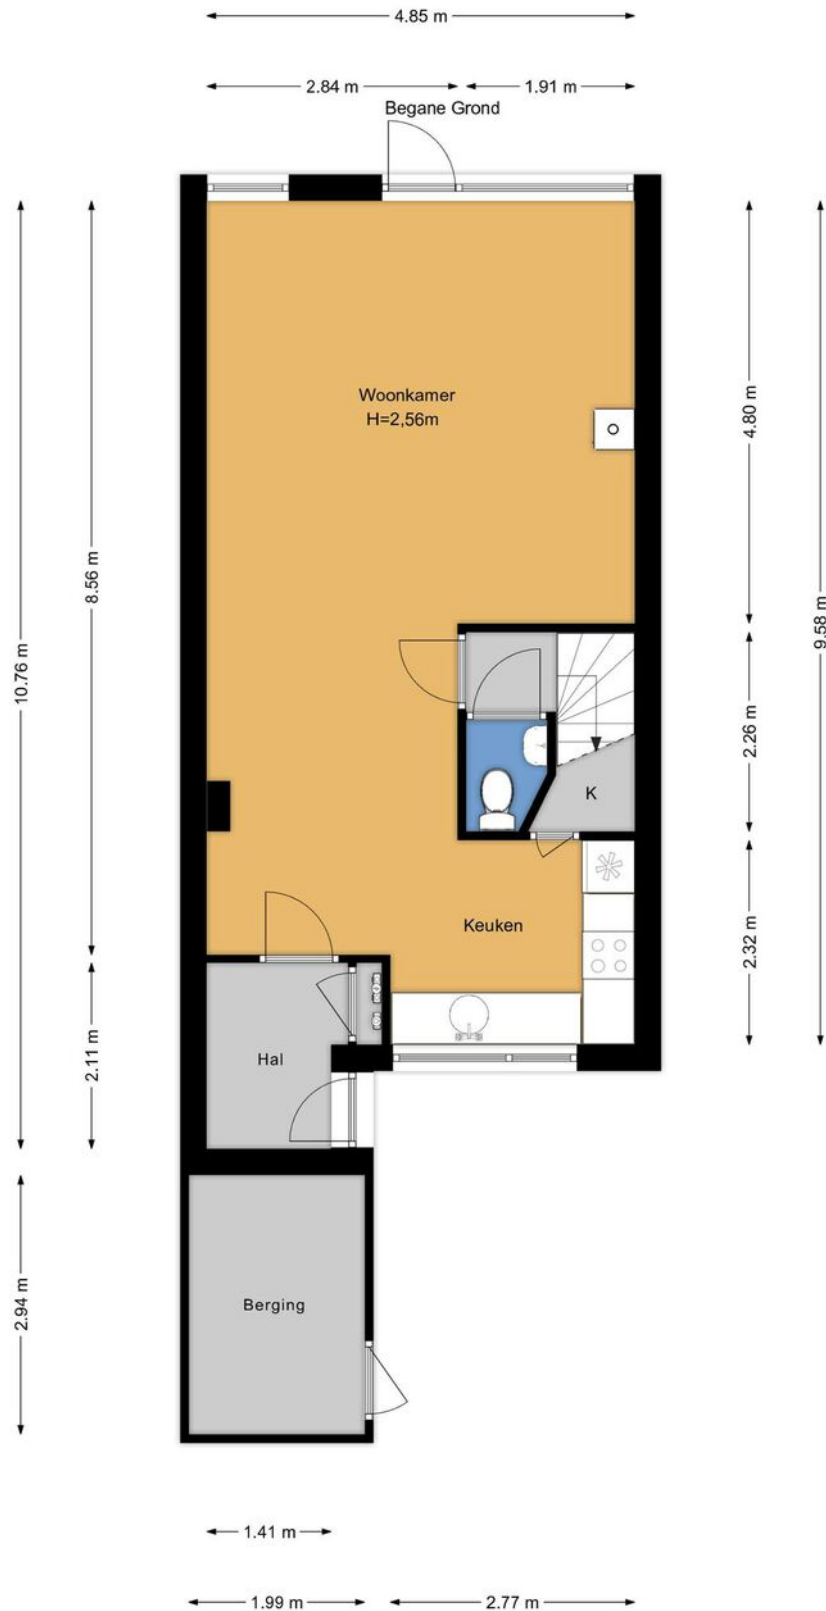 4.85 m
2.84 m
1.91 m
Begane Grond
Woonkamer
H=2,56m
4.80 m
8.56 m
9.58 m
10.76 m
2.26 m
K
Keuken
2.32 m
Hal
2.11 m
Berging
2.94 m
1.41 m
1.99 m
2.77 m